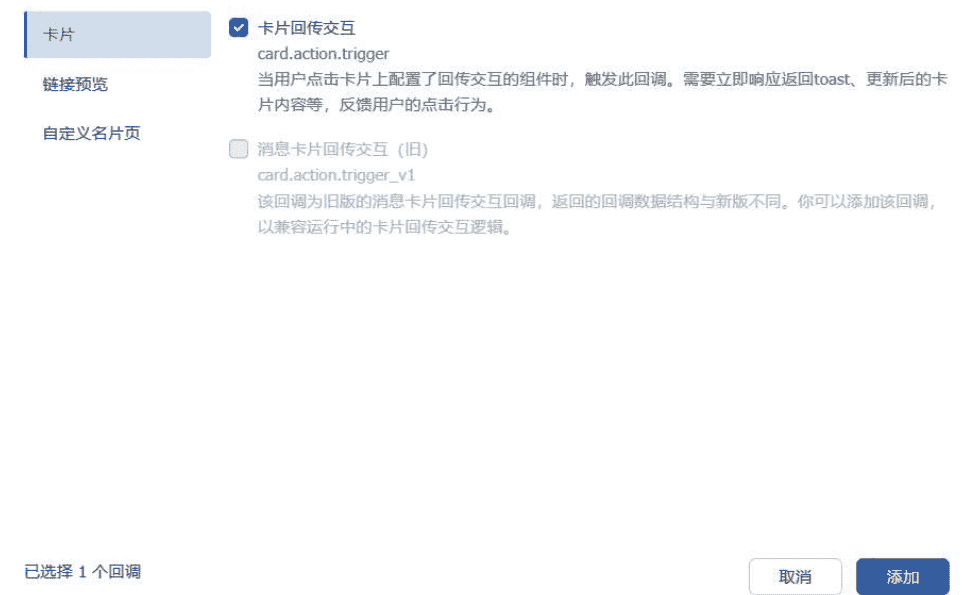 卡片
链接预览
自定义名片页
卡片回传交互
card.action.trigger
当用户点击卡片上配置了回传交互的组件时，触发此回调。需要立即响应返回toast、更新后的卡
片内容等，反馈用户的点击行为。
消息卡片回传交互（旧）
card.action.trigger_v1
该回调为旧版的消息卡片回传交互回调，返回的回调数据结构与新版不同。你可以添加该回调，
以兼容运行中的卡片回传交互逻辑。
已选择 1 个回调
取消
添加